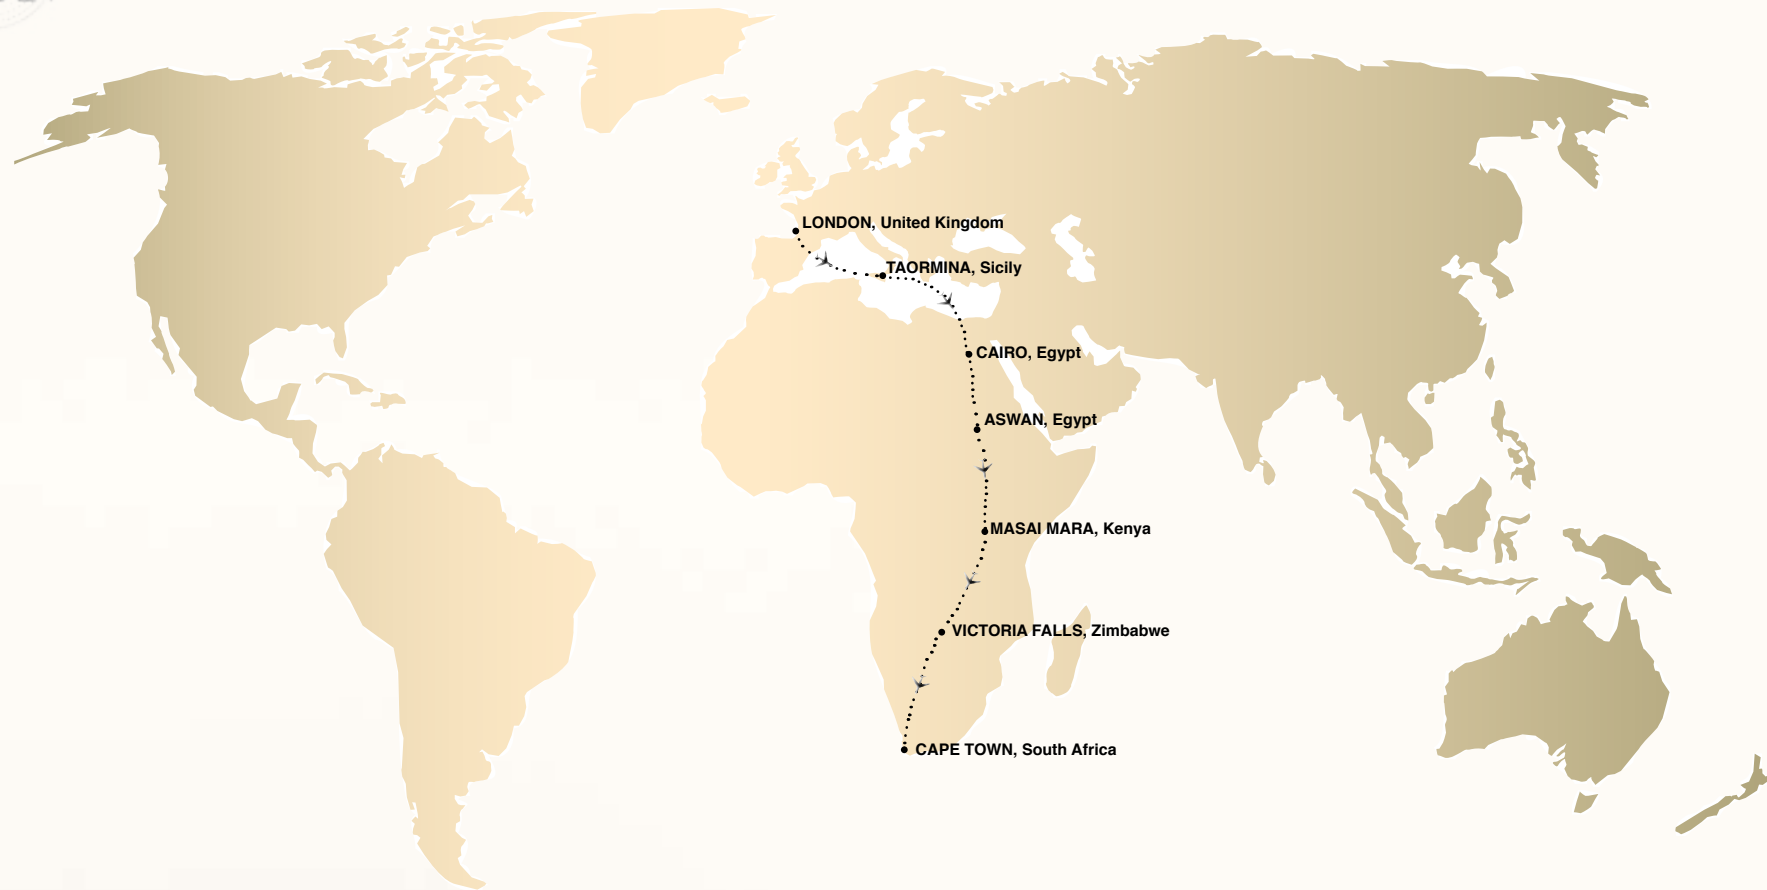 LONDON, United Kingdom
TAORMINA, Sicily
CAIRO, Egypt
ASWAN, Egypt
MASAI MARA, Kenya
VICTORIA FALLS, Zimbabwe
CAPE TOWN, South Africa